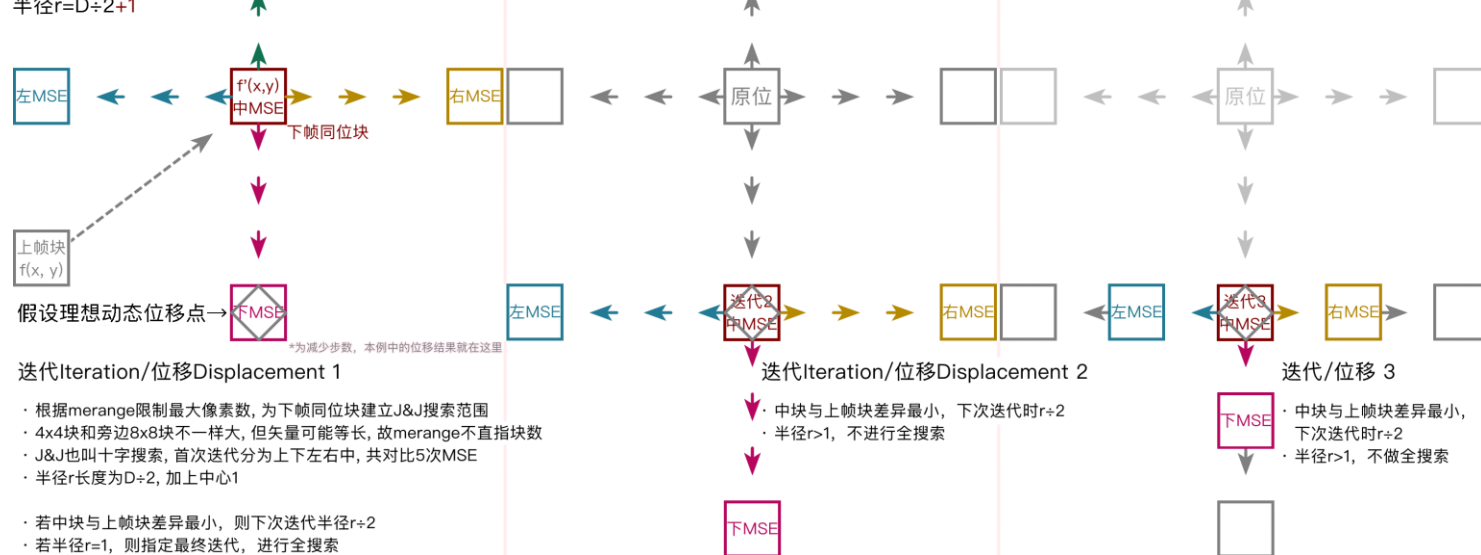 半径r=D÷2+1
左MSE
f'(x,y)
中MSE
右MSE
下帧同位块
原位
原位
上帧块
f(x, y)
假设理想动态位移点→
下MSE
*为减少步数，本例中的位移结果就在这里
左MSE
迭代2
中MSE
右MSE
左MSE
迭代3
中MSE
右MSE
迭代Iteration/位移Displacement 1
· 根据merange限制最大像素数, 为下帧同位块建立J&J搜索范围
· 4x4块和旁边8x8块不一样大, 但矢量可能等长, 故merange不直指块数
· J&J也叫十字搜索, 首次迭代分为上下左右中, 共对比5次MSE
· 半径r长度为D÷2, 加上中心1
· 若中块与上帧块差异最小，则下次迭代半径r÷2
· 若半径r=1，则指定最终迭代，进行全搜索
迭代Iteration/位移Displacement 2
· 中块与上帧块差异最小，下次迭代时r÷2
· 半径r>1，不进行全搜索
下MSE
迭代/位移 3
下MSE
· 中块与上帧块差异最小，
下次迭代时r÷2
· 半径r>1，不做全搜索